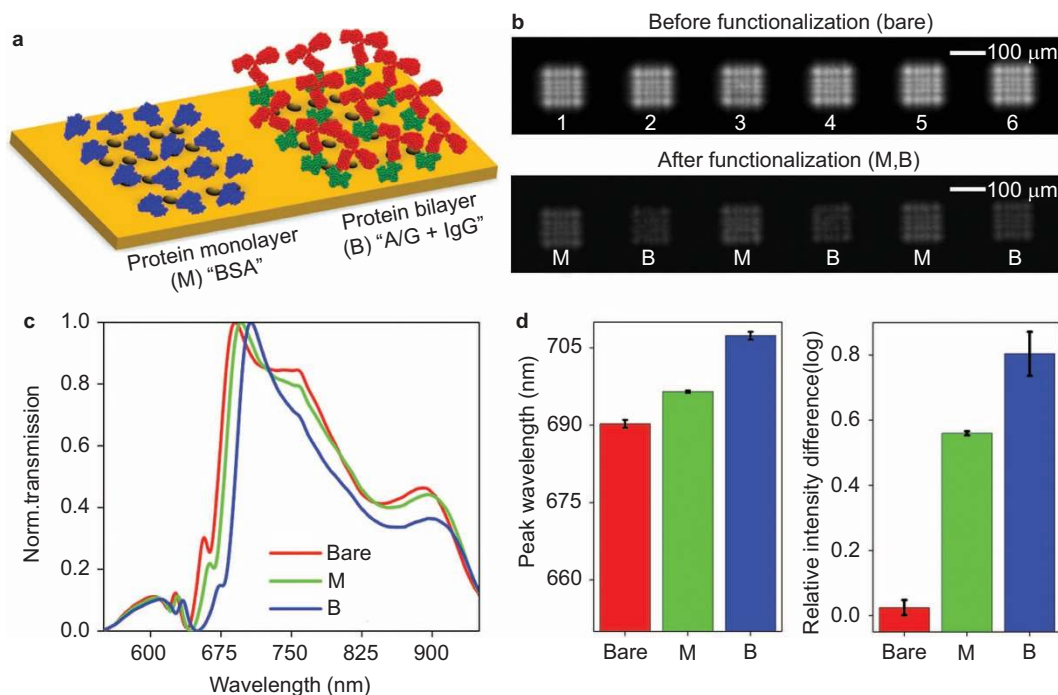 a
Protein monolayer
(M) “BSA”
Protein bilayer
(B) “A/G + IgG”
b
Before functionalization (bare)
100 μm
1 2 3 4 5 6
After functionalization (M,B)
100 μm
M B M B M B
c
Norm.transmission
1.0
0.8
0.6
0.4
0.2
0.0
Bare
M
B
600 675 750 825 900
Wavelength (nm)
d
Peak wavelength (nm)
705
690
675
660
Bare M B
Relative intensity difference(log)
0.8
0.6
0.4
0.2
0.0
Bare M B